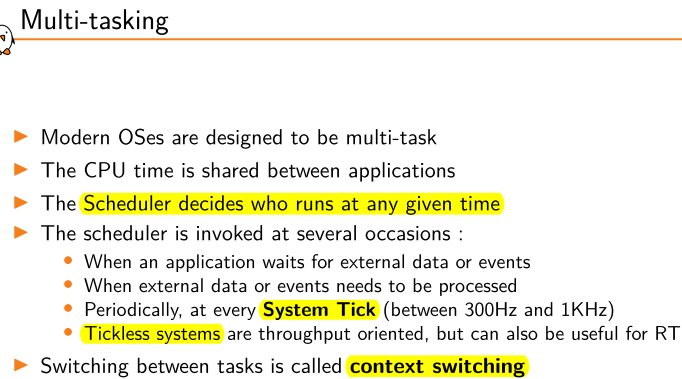 Multi-tasking
Modern OSes are designed to be multi-task
The CPU time is shared between applications
The Scheduler decides who runs at any given time
The scheduler is invoked at several occasions :
When an application waits for external data or events
When external data or events needs to be processed
Periodically, at every System Tick (between 300Hz and 1KHz)
Tickless systems are throughput oriented, but can also be useful for RT
Switching between tasks is called context switching